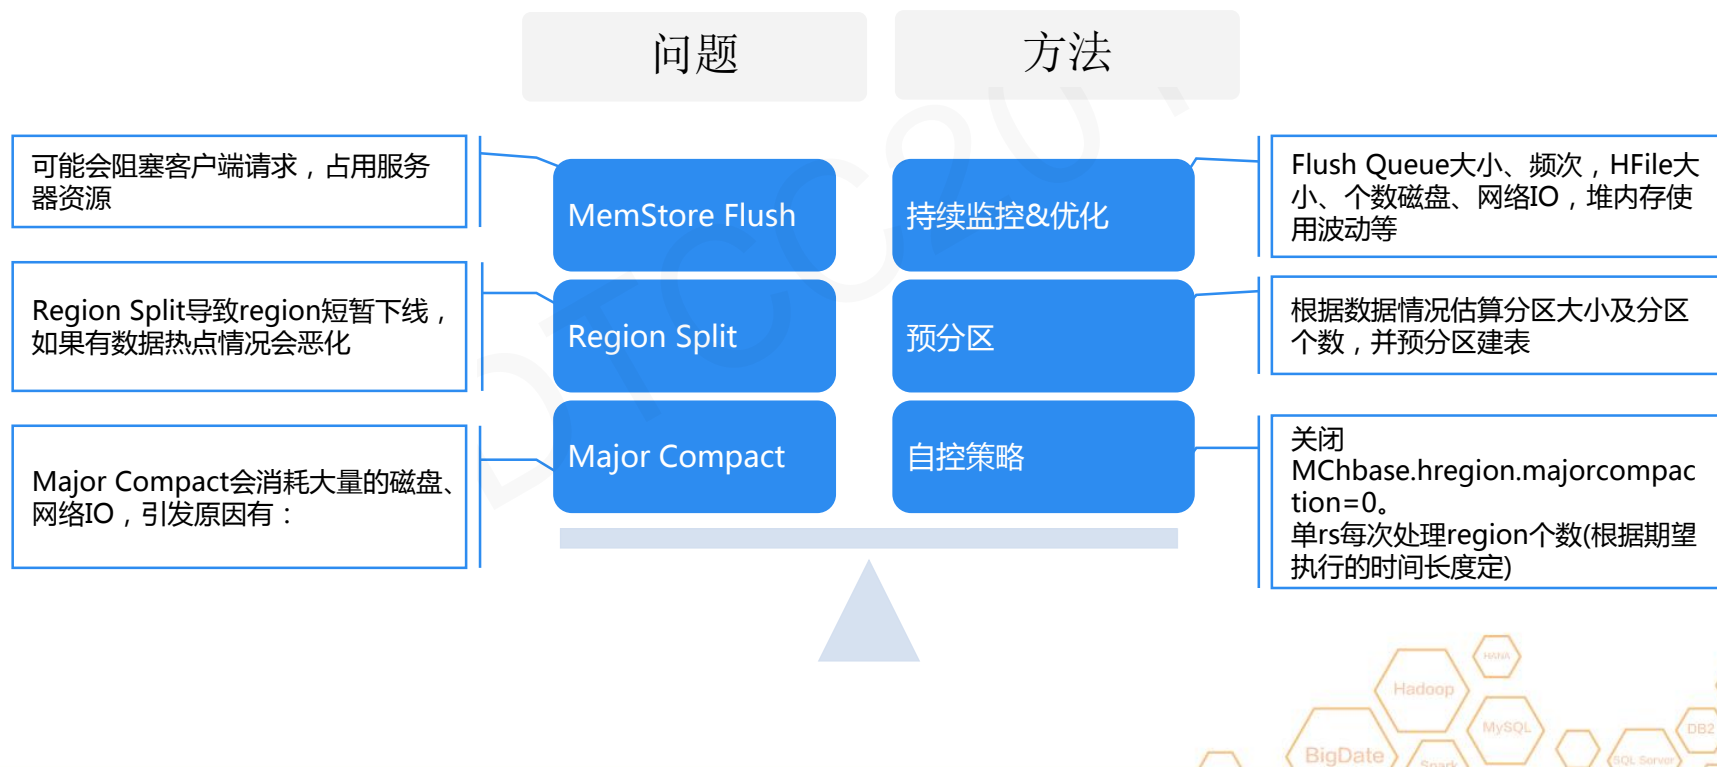 问题
方法
可能会阻塞客户端请求，占用服务
器资源
MemStore Flush
持续监控&优化
Flush Queue大小、频次，HFile大
小、个数磁盘、网络IO，堆内存使
用波动等
Region Split导致region短暂下线，
如果有数据热点情况会恶化
Region Split
预分区
根据数据情况估算分区大小及分区
个数，并预分区建表
Major Compact会消耗大量的磁盘、
网络IO，引发原因有：
Major Compact
自控策略
关闭
MChbase.hregion.majorcompac
tion=0。
单rs每次处理region个数(根据期望
执行的时间长度定)
DTCC20
HANA
Hadoop
MySQL
DB2
BigDate
Spark
SQL Server